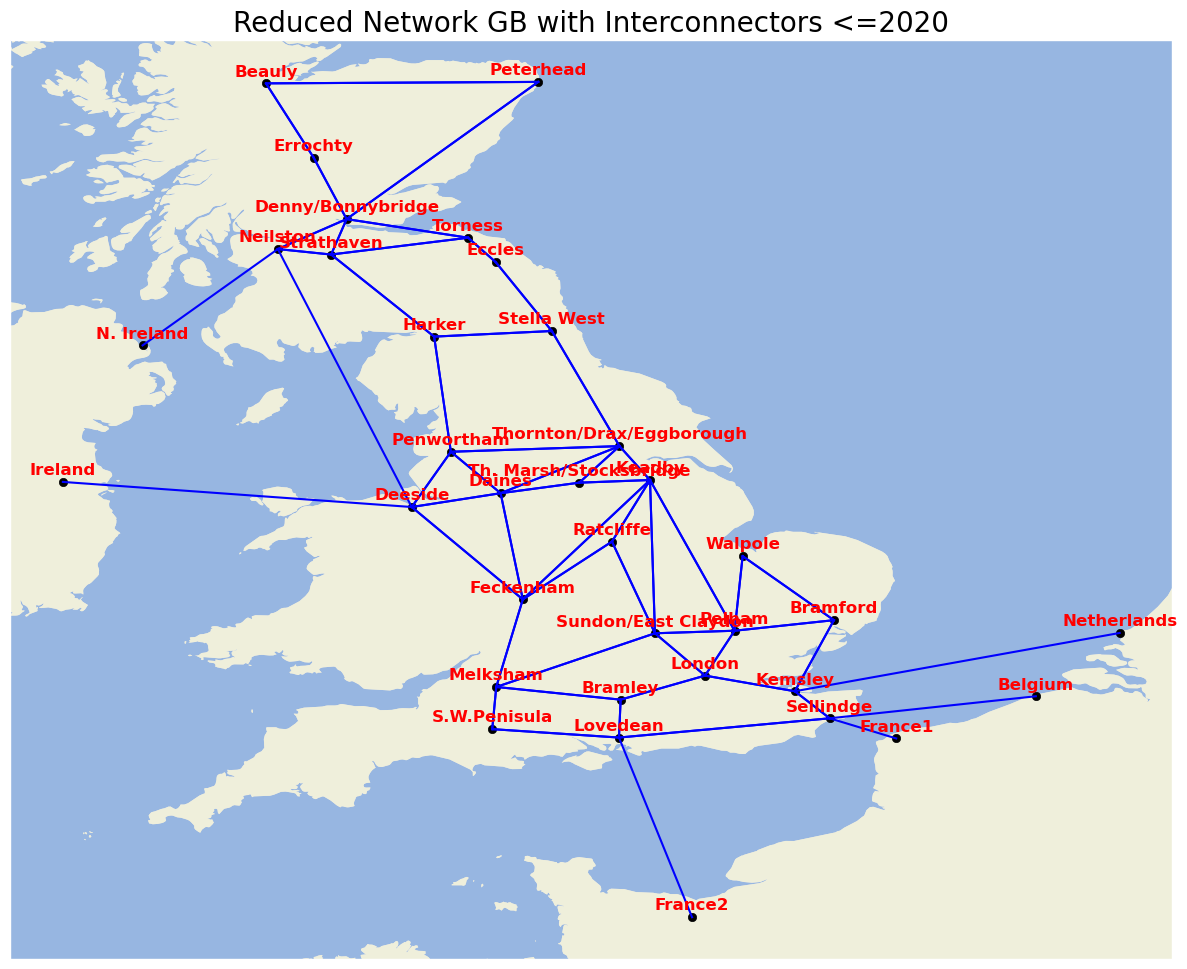 Reduced Network GB with Interconnectors <=2020
Beauly
Peterhead
Errochty
Denny/Bonnybridge
Torness
Neilston
Strathaven
Eccles
N. Ireland
Harker
Stella West
Thornton/Drax/Eggborough
Penwortham
Ireland
Th. Marsh/Stocksbridge
Keadby
Daines
Deeside
Ratcliffe
Walpole
Feckenham
Bramford
Sundon/East Claydon
Pelham
Netherlands
London
Melksham
Kemsley
Bramley
Belgium
Sellindge
S.W.Penisula
Lovedean
France1
France2